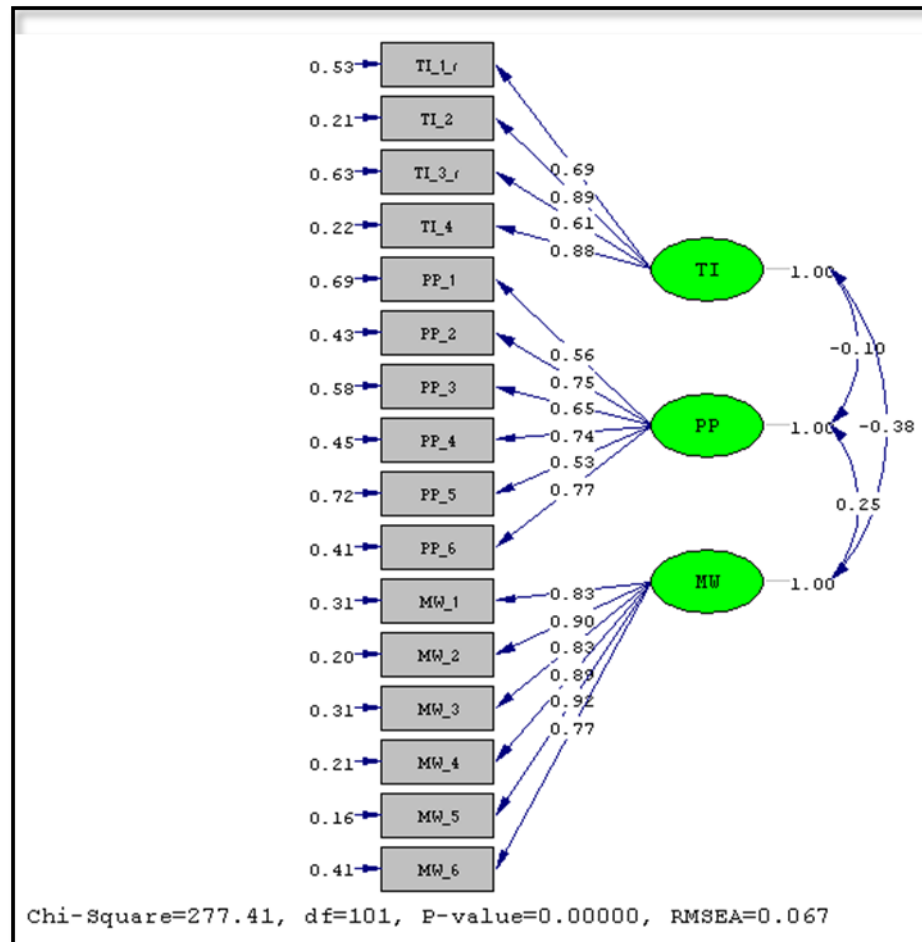 0.53 TI_1_r
0.21 TI_2
0.69
0.63 TI_3_r
0.89
0.61
0.22 TI_4
0.88
TI 1.00
0.69 PP_1
0.43 PP_2
-0.10
0.56
0.75
0.58 PP_3
0.65
PP 1.00 -0.38
0.45 PP_4
0.74
0.53
0.72 PP_5
0.77
0.25
0.41 PP_6
MW 1.00
0.31 MW_1
0.83
0.90
0.20 MW_2
0.83
0.89
0.31 MW_3
0.92
0.77
0.21 MW_4
0.16 MW_5
0.41 MW_6
Chi-Square=277.41, df=101, P-value=0.00000, RMSEA=0.067